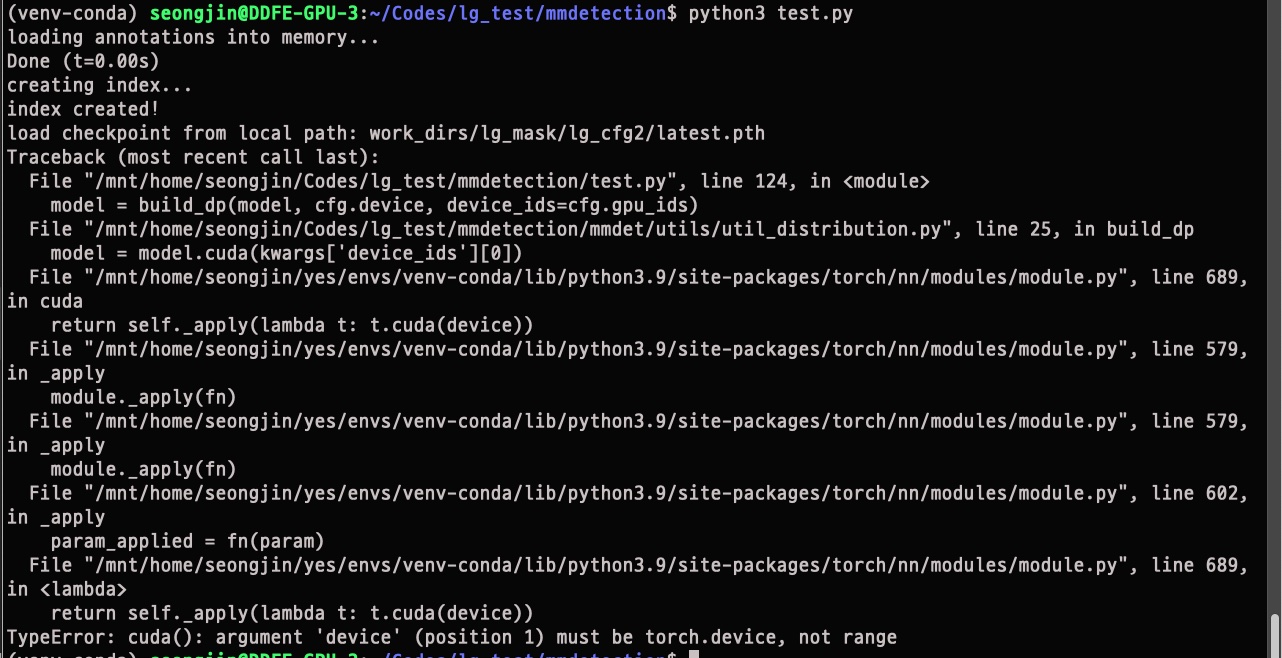 (venv-conda) seongjin@DDFE-GPU-3:~/Codes/lg_test/mmdetection$ python3 test.py
loading annotations into memory...
Done (t=0.00s)
creating index...
index created!
load checkpoint from local path: work_dirs/lg_mask/lg_cfg2/latest.pth
Traceback (most recent call last):
  File "/mnt/home/seongjin/Codes/lg_test/mmdetection/test.py", line 124, in <module>
    model = build_dp(model, cfg.device, device_ids=cfg.gpu_ids)
  File "/mnt/home/seongjin/Codes/lg_test/mmdetection/mmdet/utils/util_distribution.py", line 25, in build_dp
    model = model.cuda(kwargs['device_ids'][0])
  File "/mnt/home/seongjin/yes/envs/venv-conda/lib/python3.9/site-packages/torch/nn/modules/module.py", line 689,
in cuda
    return self._apply(lambda t: t.cuda(device))
  File "/mnt/home/seongjin/yes/envs/venv-conda/lib/python3.9/site-packages/torch/nn/modules/module.py", line 579,
in _apply
    module._apply(fn)
  File "/mnt/home/seongjin/yes/envs/venv-conda/lib/python3.9/site-packages/torch/nn/modules/module.py", line 579,
in _apply
    module._apply(fn)
  File "/mnt/home/seongjin/yes/envs/venv-conda/lib/python3.9/site-packages/torch/nn/modules/module.py", line 602,
in _apply
    param_applied = fn(param)
  File "/mnt/home/seongjin/yes/envs/venv-conda/lib/python3.9/site-packages/torch/nn/modules/module.py", line 689,
in <lambda>
    return self._apply(lambda t: t.cuda(device))
TypeError: cuda(): argument 'device' (position 1) must be torch.device, not range
(venv-conda) seongjin@DDFE-GPU-3:~/Codes/lg_test/mmdetection$